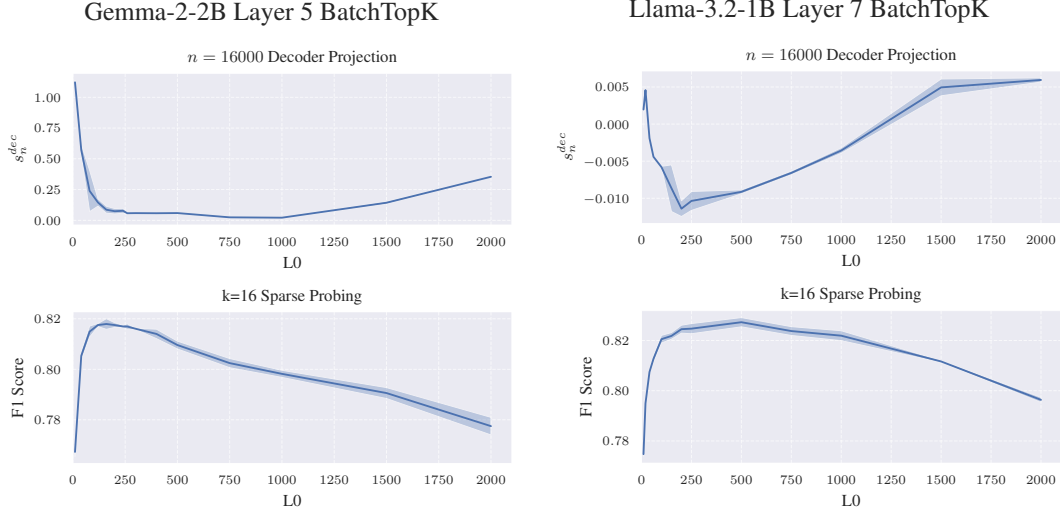 Gemma-2-2B Layer 5 BatchTopK
n = 16000 Decoder Projection
1.00
0.75
0.50
0.25
0.00
s_n^{dec}
0 250 500 750 1000 1250 1500 1750 2000
L0
k=16 Sparse Probing
0.82
0.80
0.78
F1 Score
0 250 500 750 1000 1250 1500 1750 2000
L0
Llama-3.2-1B Layer 7 BatchTopK
n = 16000 Decoder Projection
0.005
0.000
−0.005
−0.010
s_n^{dec}
0 250 500 750 1000 1250 1500 1750 2000
L0
k=16 Sparse Probing
0.82
0.80
0.78
F1 Score
0 250 500 750 1000 1250 1500 1750 2000
L0